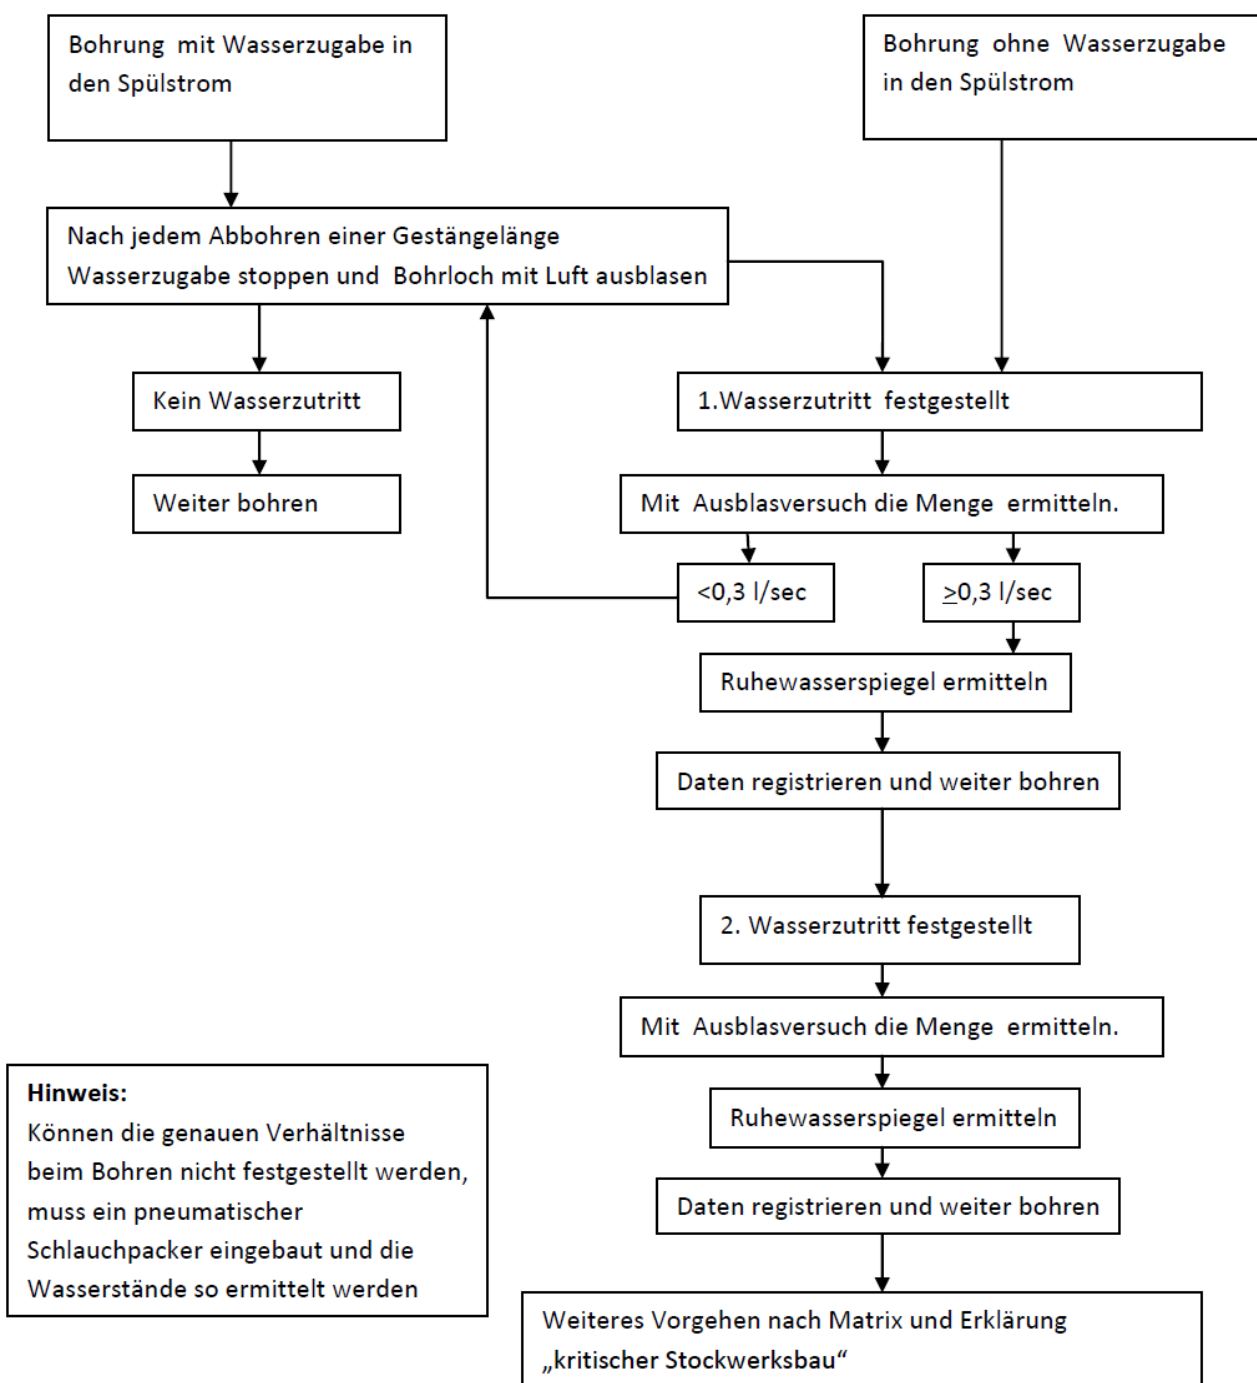 Bohrung mit Wasserzugabe in
den Spülstrom
Bohrung ohne Wasserzugabe
in den Spülstrom
Nach jedem Abbohren einer Gestängelänge
Wasserzugabe stoppen und Bohrloch mit Luft ausblasen
Kein Wasserzutritt
1.Wasserzutritt festgestellt
Weiter bohren
Mit Ausblasversuch die Menge ermitteln.
<0,3 l/sec
≥0,3 l/sec
Ruhewasserspiegel ermitteln
Daten registrieren und weiter bohren
2. Wasserzutritt festgestellt
Mit Ausblasversuch die Menge ermitteln.
Ruhewasserspiegel ermitteln
Daten registrieren und weiter bohren
Hinweis:
Können die genauen Verhältnisse
beim Bohren nicht festgestellt werden,
muss ein pneumatischer
Schlauchpacker eingebaut und die
Wasserstände so ermittelt werden
Weiteres Vorgehen nach Matrix und Erklärung
„kritischer Stockwerksbau“